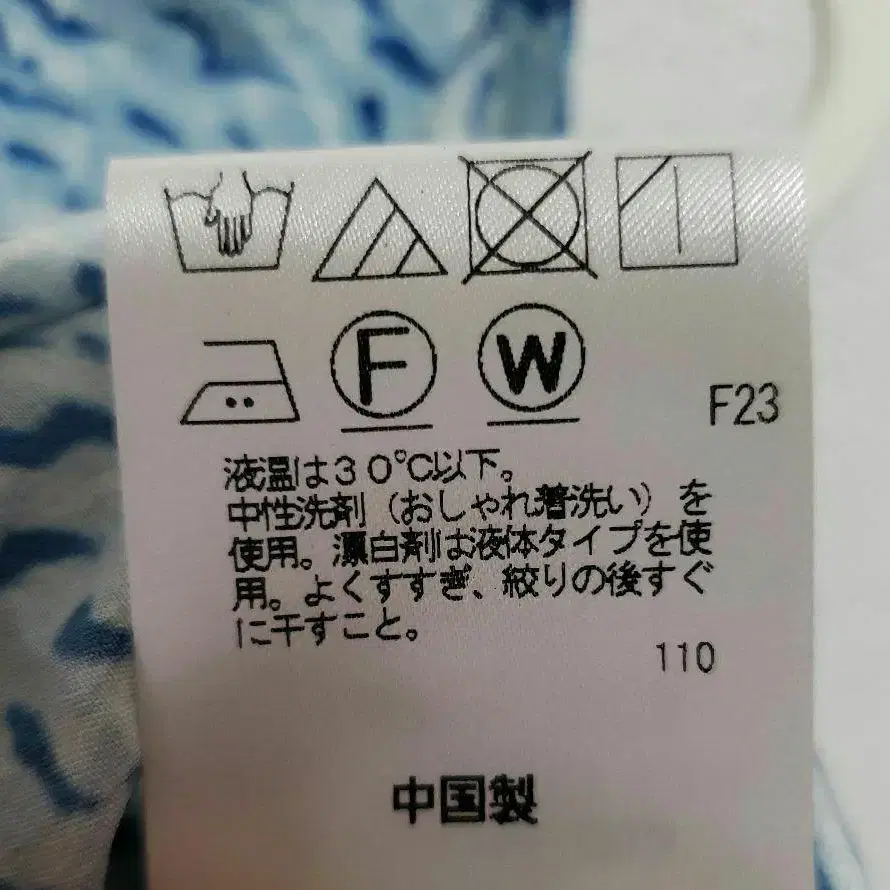 F W
F23
液温は30℃以下。
中性洗剤(おしゃれ着洗い)を
使用。漂白剤は液体タイプを使
用。よくすすぎ、絞りの後すぐ
に干すこと。
110
中国製